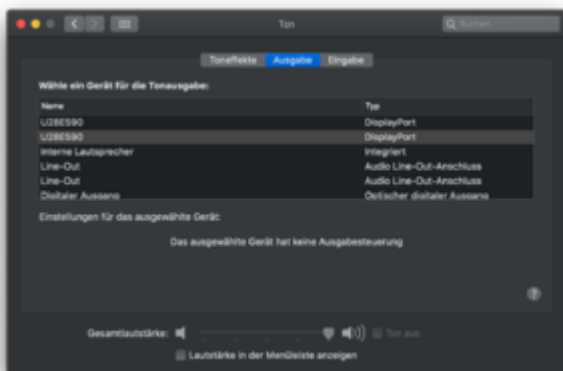 Ton
Suchen
Toneffekte Ausgabe Eingabe
Wähle ein Gerät für die Tonausgabe:
Name Typ
U28E590 DisplayPort
U28E590 DisplayPort
Interne Lautsprecher Integriert
Line-Out Audio Line-Out-Anschluss
Line-Out Audio Line-Out-Anschluss
Digitaler Ausgang Optischer digitaler Ausgang
Einstellungen für das ausgewählte Gerät:
Das ausgewählte Gerät hat keine Ausgabesteuerung
?
Gesamtlautstärke: Ton aus
Lautstärke in der Menüleiste anzeigen